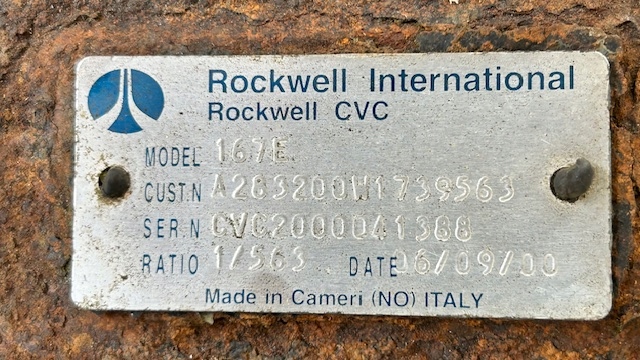 Rockwell International
Rockwell CVC
MODEL 167E
CUST.N A283200W1739563
SER.N CVC2000041388
RATIO 1/563 DATE 06/09/00
Made in Cameri (NO) ITALY